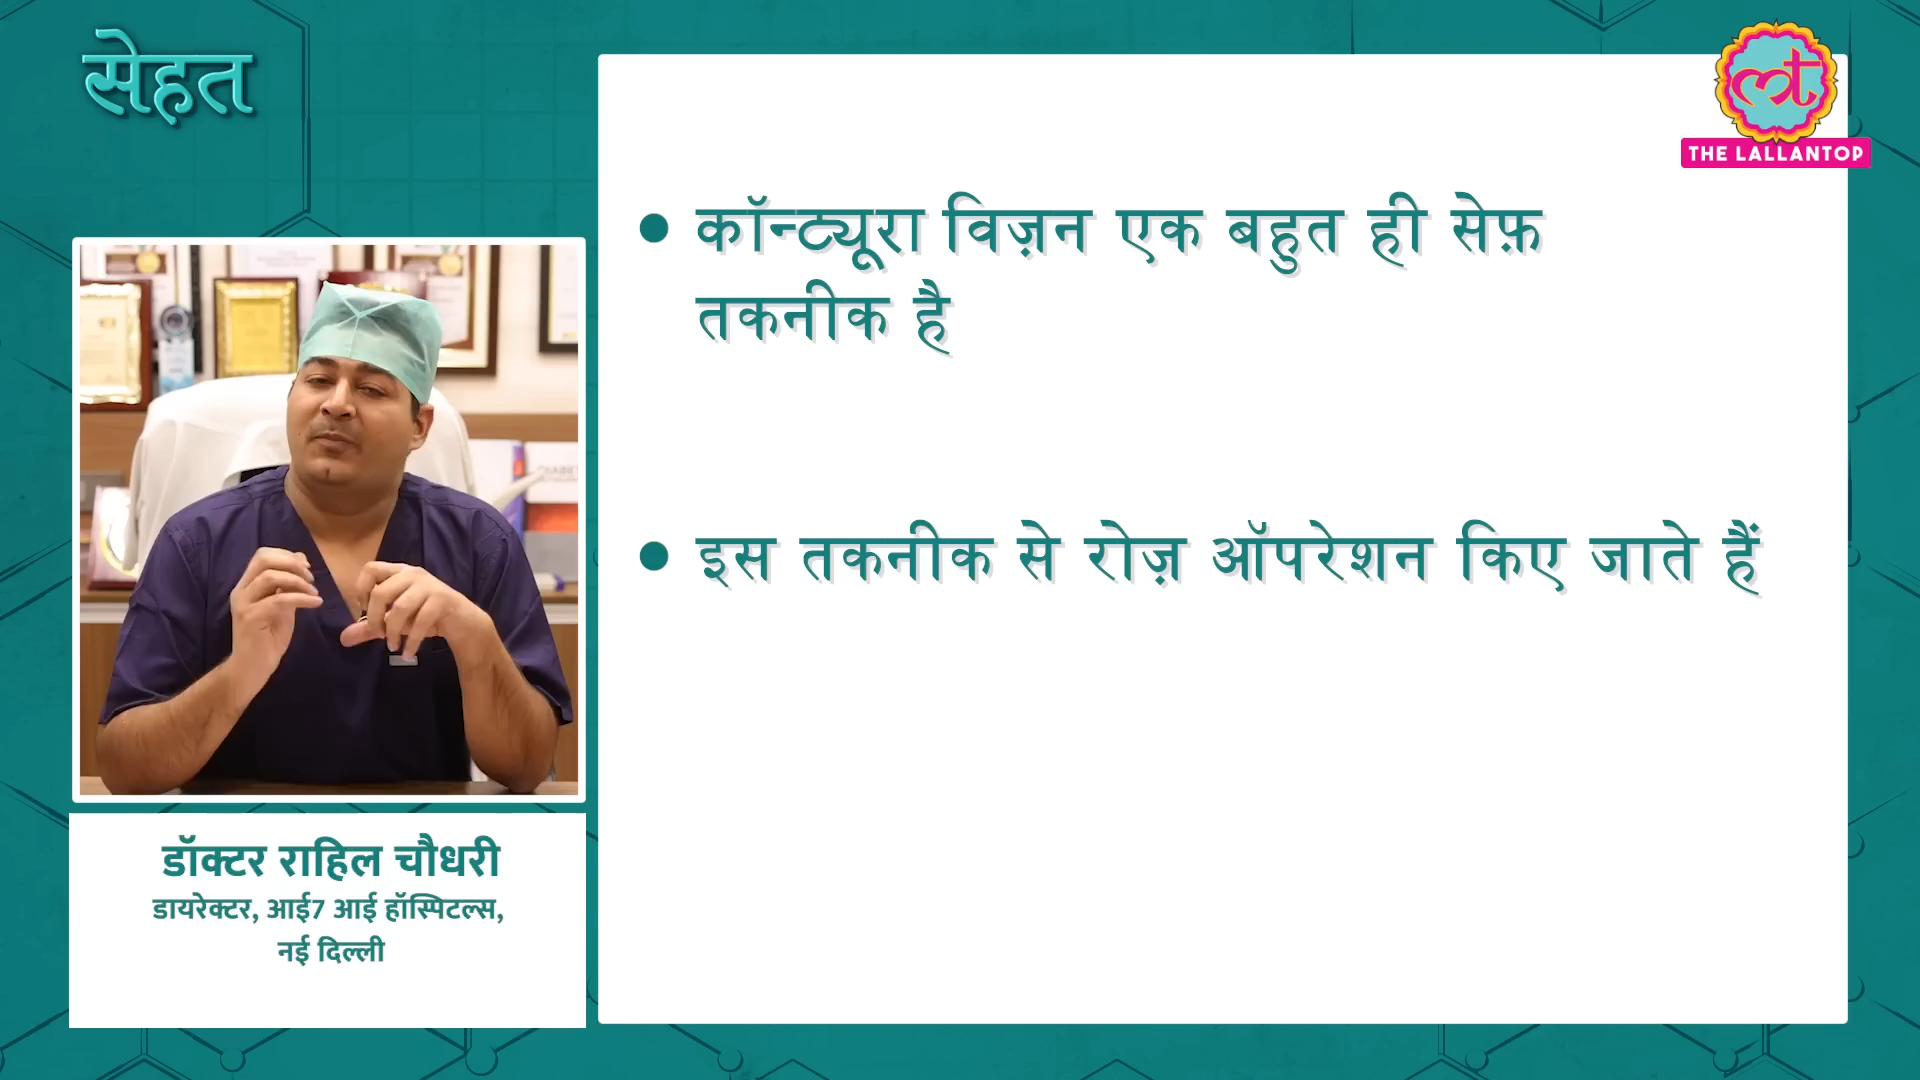 सेहत
THE LALLANTOP
कॉन्ट्यूरा विज़न एक बहुत ही सेफ़
तकनीक है
इस तकनीक से रोज़ ऑपरेशन किए जाते हैं
डॉक्टर राहिल चौधरी
डायरेक्टर, आई7 आई हॉस्पिटल्स,
नई दिल्ली